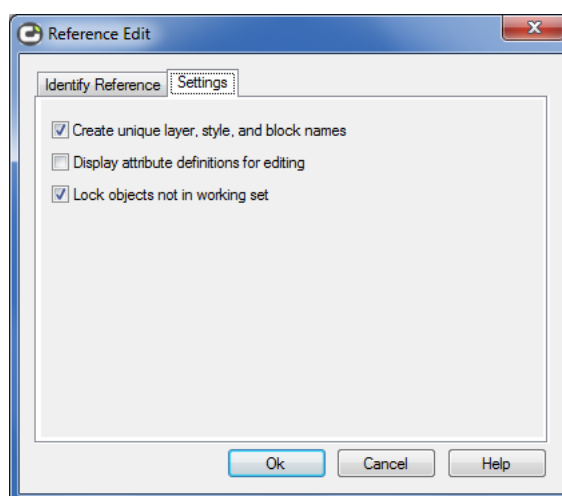 Reference Edit
Identify Reference Settings
Create unique layer, style, and block names
Display attribute definitions for editing
Lock objects not in working set
Ok Cancel Help